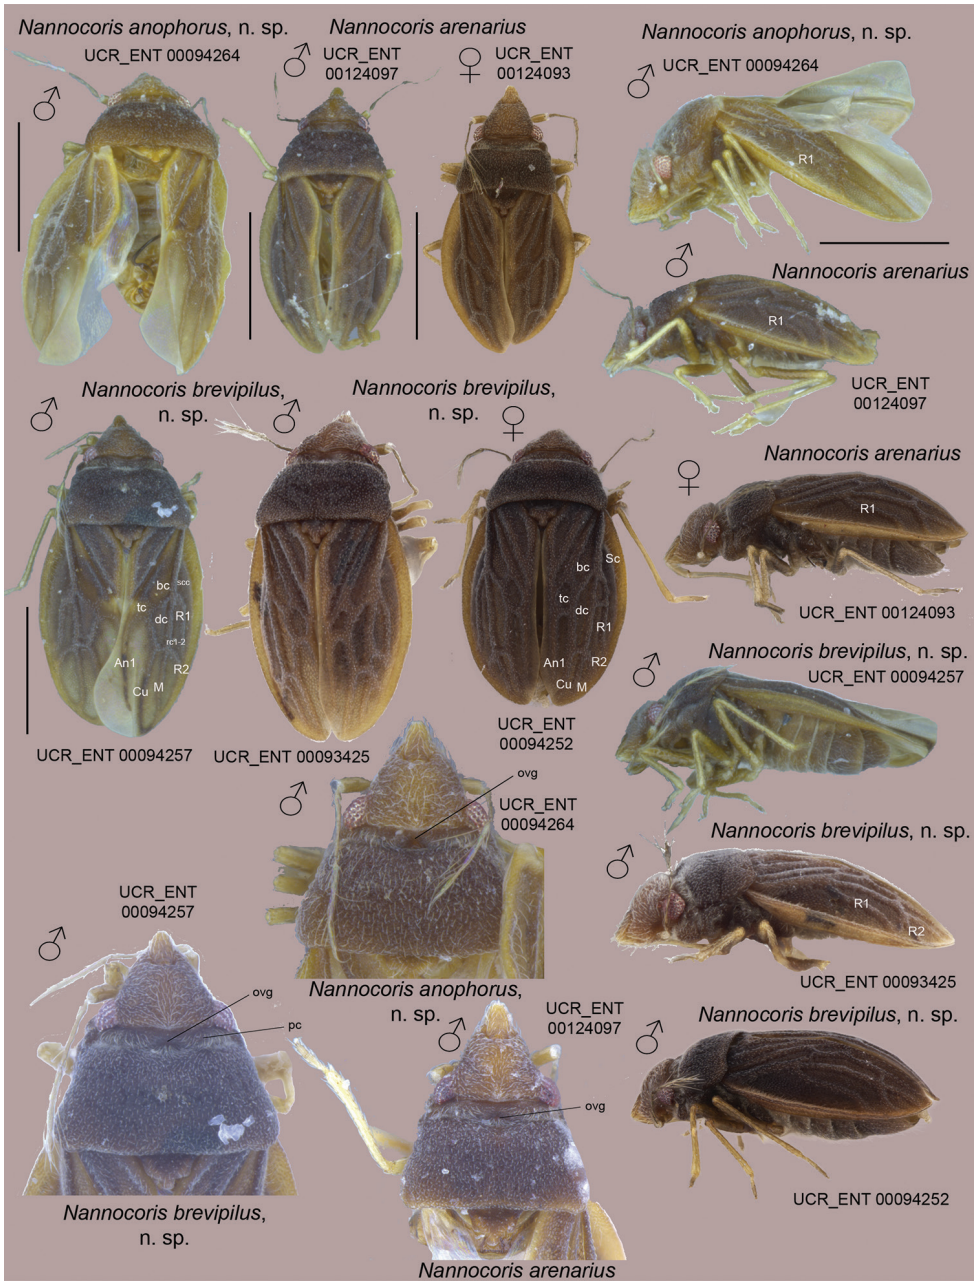 Nannocoris anophorus, n. sp.
UCR_ENT 00094264
♂
Nannocoris arenarius
♂
UCR_ENT
00124097
♀
UCR_ENT
00124093
Nannocoris anophorus, n. sp.
♂
UCR_ENT 00094264
R1
♂
Nannocoris arenarius
R1
UCR_ENT
00124097
Nannocoris brevipilus,
n. sp.
♂
bc
scc
tc
dc
R1
rc1-2
An1
R2
Cu
M
UCR_ENT 00094257
Nannocoris brevipilus,
n. sp.
♂
UCR_ENT 00093425
♀
Sc
bc
tc
dc
R1
An1
R2
Cu
M
UCR_ENT
00094252
Nannocoris arenarius
♀
R1
UCR_ENT 00124093
Nannocoris brevipilus, n. sp.
♂
UCR_ENT 00094257
Nannocoris brevipilus, n. sp.
♂
R1
R2
UCR_ENT 00093425
Nannocoris brevipilus, n. sp.
♂
UCR_ENT 00094252
♂
ovg
UCR_ENT
00094264
Nannocoris anophorus,
n. sp.
UCR_ENT
00094257
♂
ovg
pc
Nannocoris brevipilus,
n. sp.
♂
UCR_ENT
00124097
ovg
Nannocoris arenarius